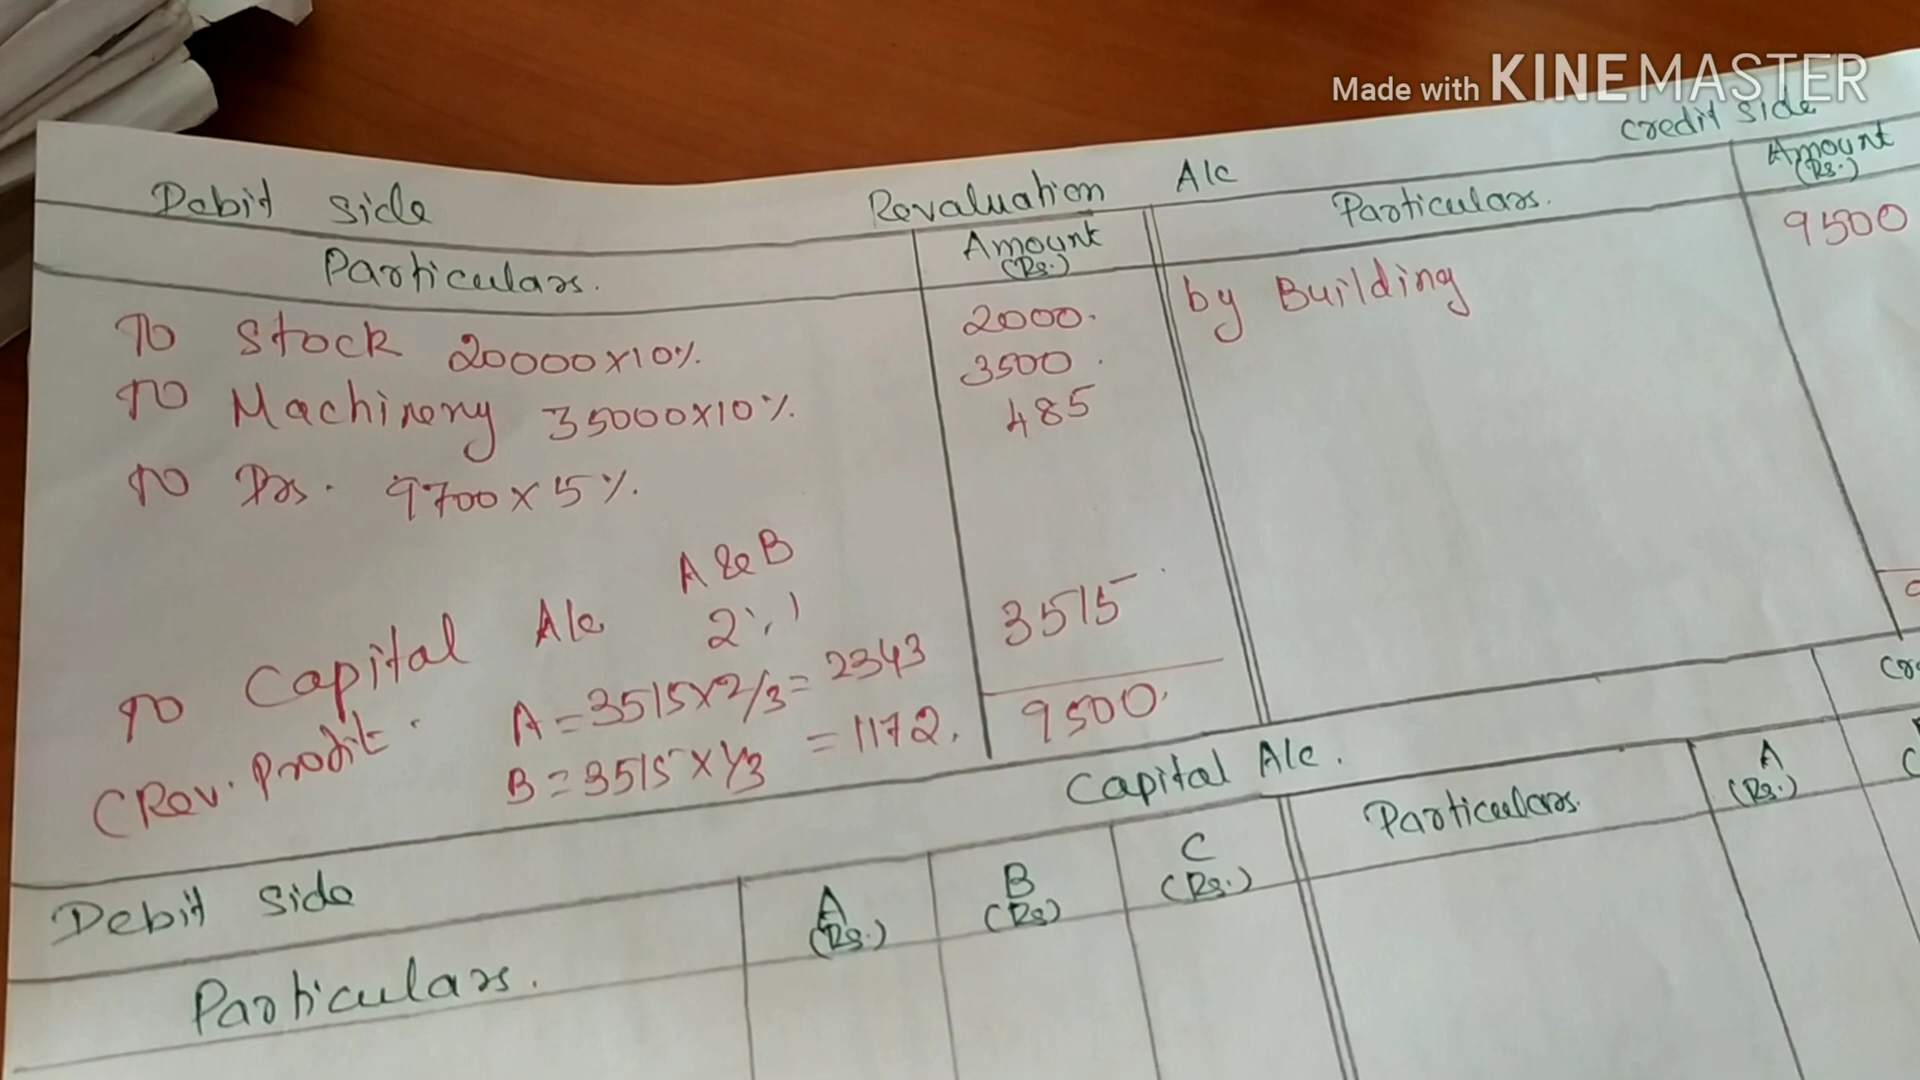 Made with KINEMASTER
Debit side Revaluation A/c credit side
Particulars. Amount (Rs.) Particulars. Amount (Rs.)
To Stock 20000x10%. 2000. by Building 9500
To Machinery 35000x10%. 3500.
To Drs. 9700x5%. 485
A & B
To Capital A/c 2:1 3515
(Rev. Profit. A=3515x2/3= 2343
B=3515x1/3 =1172. 9500.
Capital A/c.
Debit side
Particulars. A (Rs.) B (Rs) C (Rs.) Particulars. A (Rs.)